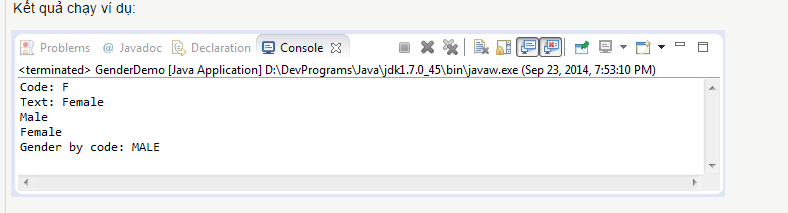 Kết quả chạy ví dụ:
Problems @ Javadoc Declaration Console
<terminated> GenderDemo [Java Application] D:\DevPrograms\Java\jdk1.7.0_45\bin\javaw.exe (Sep 23, 2014, 7:53:10 PM)
Code: F
Text: Female
Male
Female
Gender by code: MALE